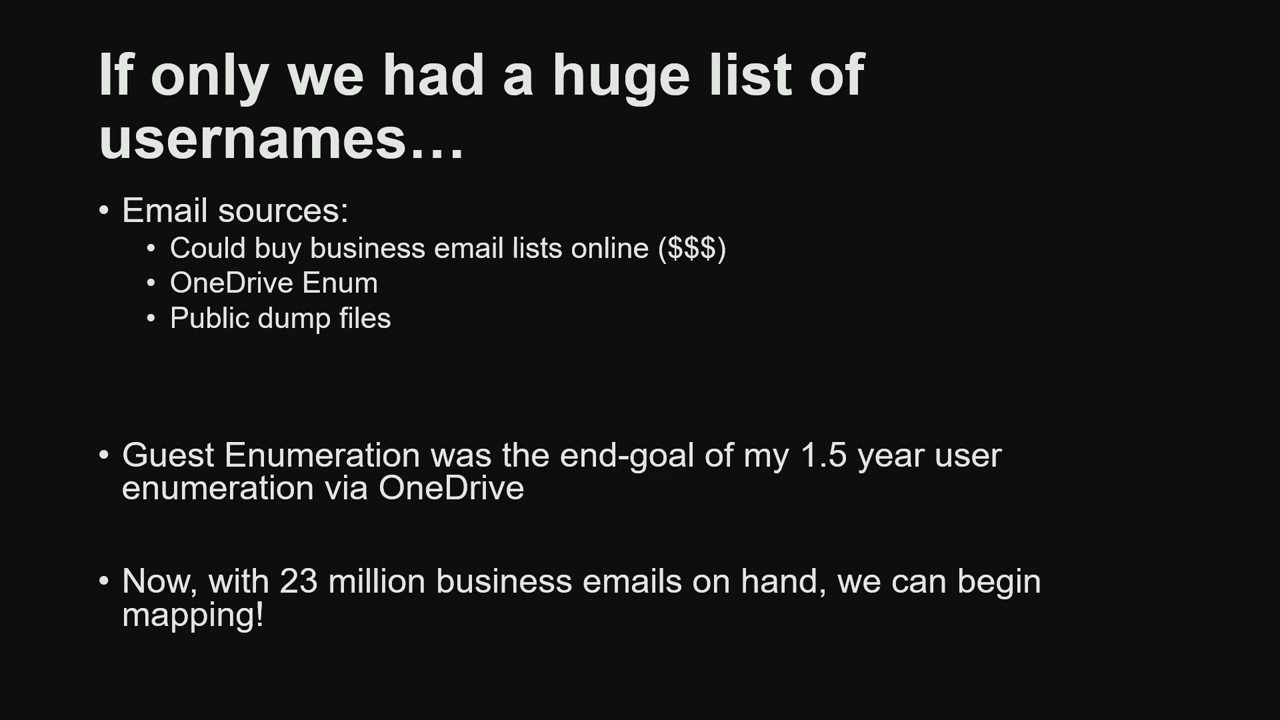 If only we had a huge list of
usernames…
• Email sources:
• Could buy business email lists online ($$$)
• OneDrive Enum
• Public dump files
• Guest Enumeration was the end-goal of my 1.5 year user
enumeration via OneDrive
• Now, with 23 million business emails on hand, we can begin
mapping!